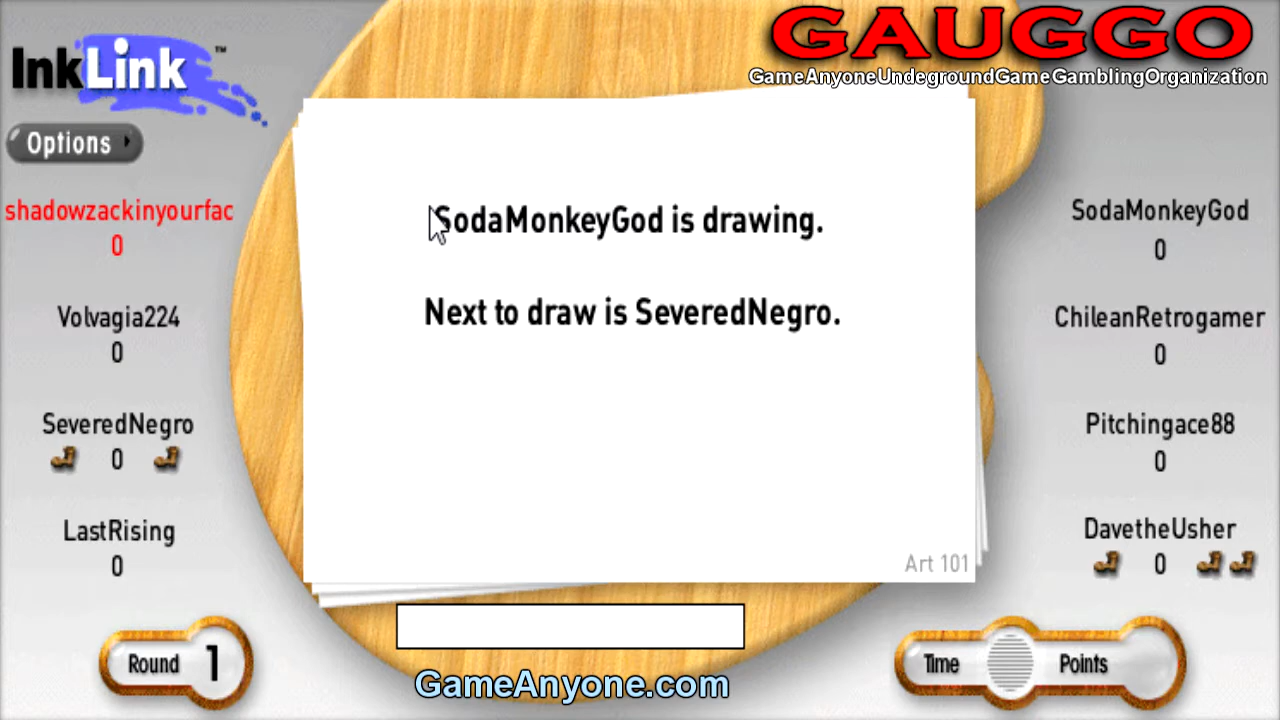 InkLink™
GAUGGO
GameAnyoneUndegroundGameGamblingOrganization
Options
shadowzackinyourfac
0
Volvagia224
0
SeveredNegro
0
LastRising
0
SodaMonkeyGod is drawing.
Next to draw is SeveredNegro.
Art 101
SodaMonkeyGod
0
ChileanRetrogamer
0
Pitchingace88
0
DavetheUsher
0
Round 1
Time
Points
GameAnyone.com